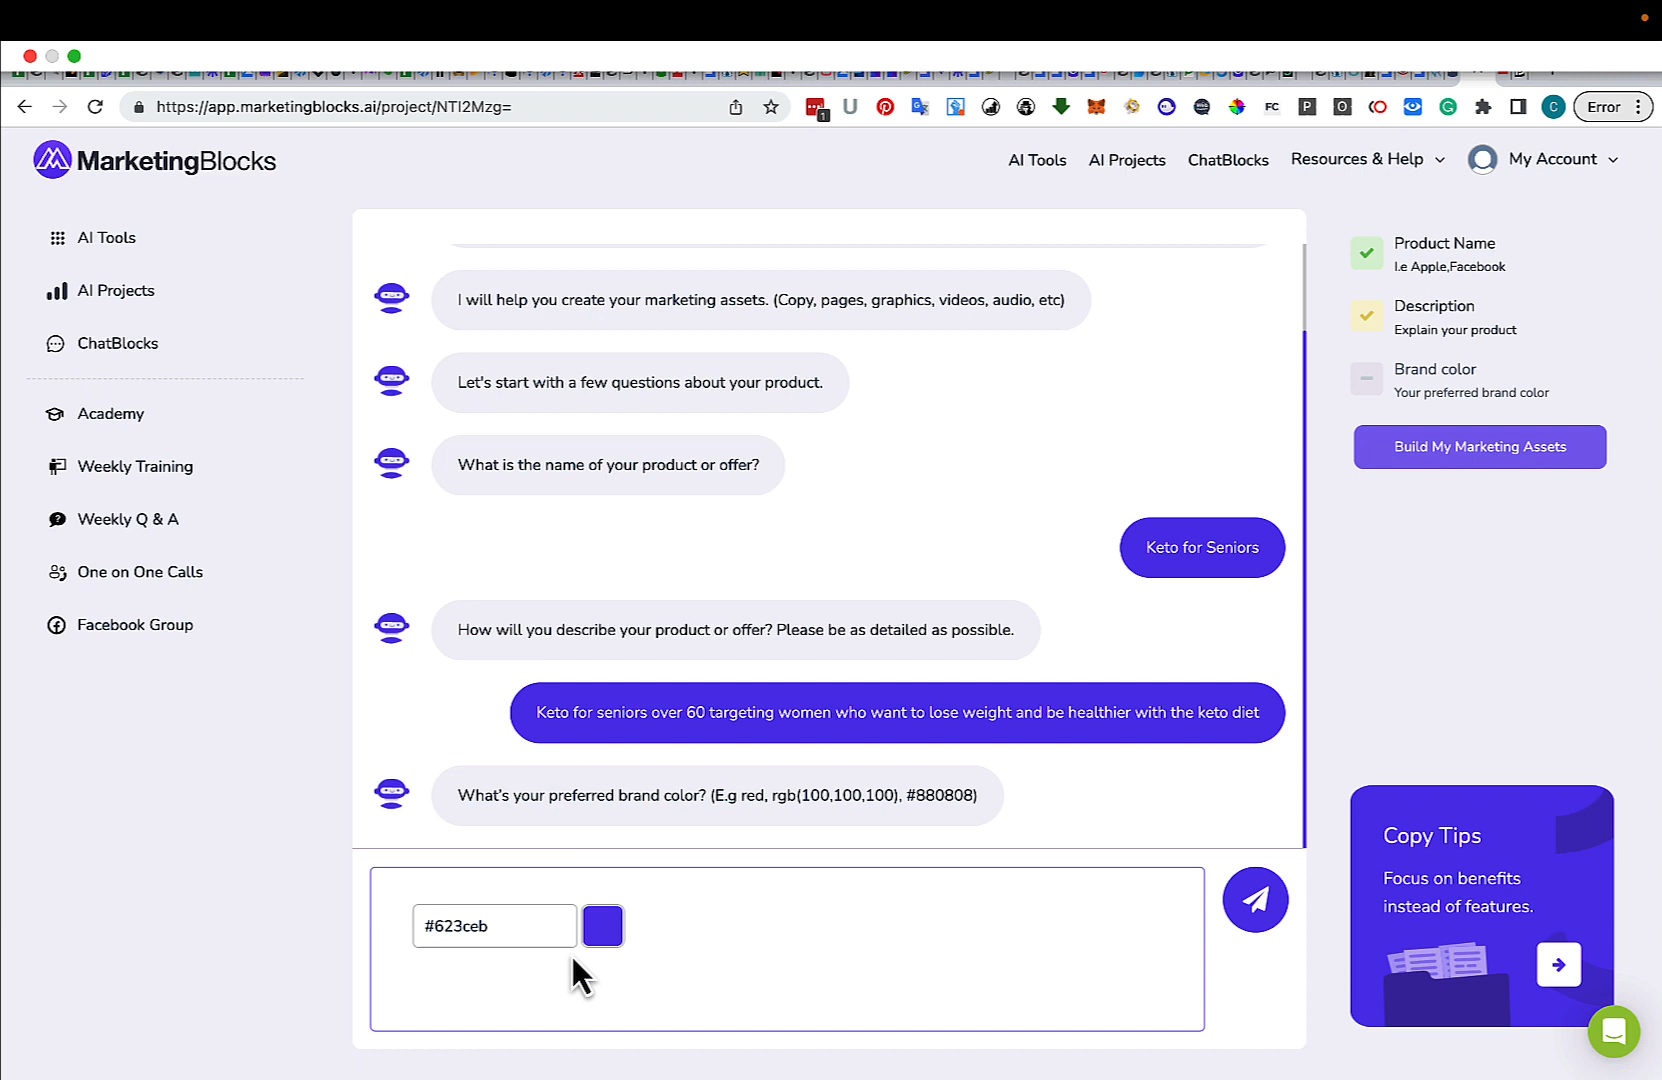 https://app.marketingblocks.ai/project/NTI2Mzg=
1
FC
P
O
G
C
Error
MarketingBlocks
AI Tools
AI Projects
ChatBlocks
Resources & Help
My Account
AI Tools
AI Projects
ChatBlocks
Academy
Weekly Training
Weekly Q & A
One on One Calls
Facebook Group
I will help you create your marketing assets. (Copy, pages, graphics, videos, audio, etc)
Let's start with a few questions about your product.
What is the name of your product or offer?
Keto for Seniors
How will you describe your product or offer? Please be as detailed as possible.
Keto for seniors over 60 targeting women who want to lose weight and be healthier with the keto diet
What's your preferred brand color? (E.g red, rgb(100,100,100), #880808)
#623ceb
Product Name
I.e Apple,Facebook
Description
Explain your product
Brand color
Your preferred brand color
Build My Marketing Assets
Copy Tips
Focus on benefits
instead of features.